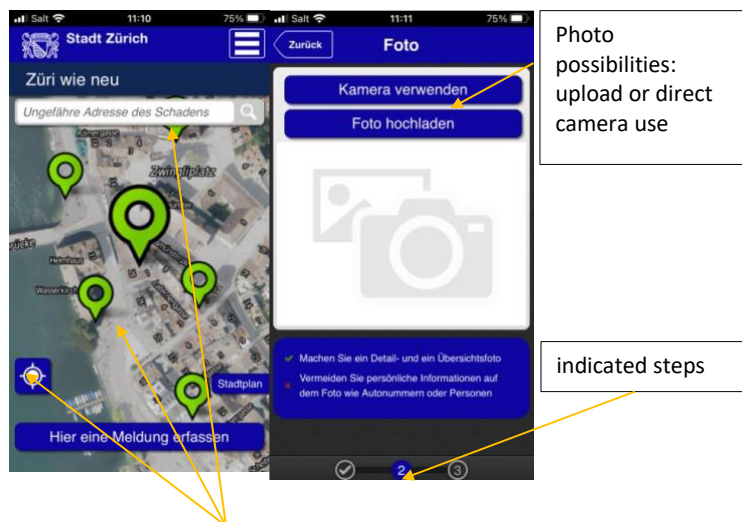 Salt 11:10 75%
Stadt Zürich
Züri wie neu
Ungefähre Adresse des Schadens
Zwingliplatz
Helmhaus
Wasserkirch
Stadtplan
Hier eine Meldung erfassen
Salt 11:11 75%
Zurück Foto
Kamera verwenden
Foto hochladen
Machen Sie ein Detail- und ein Übersichtsfoto
Vermeiden Sie persönliche Informationen auf
dem Foto wie Autonummern oder Personen
2 3
Photo
possibilities:
upload or direct
camera use
indicated steps